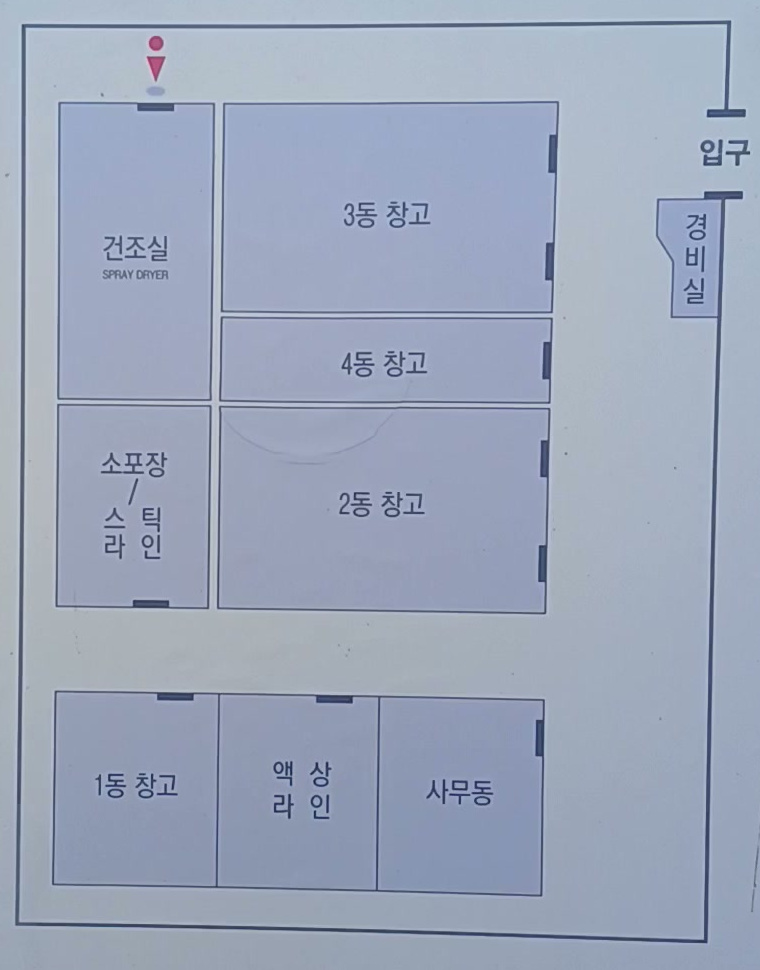 입구
경
비
실
3동 창고
건조실
SPRAY DRYER
4동 창고
소포장
/
스 틱
라 인
2동 창고
1동 창고
액 상
라 인
사무동